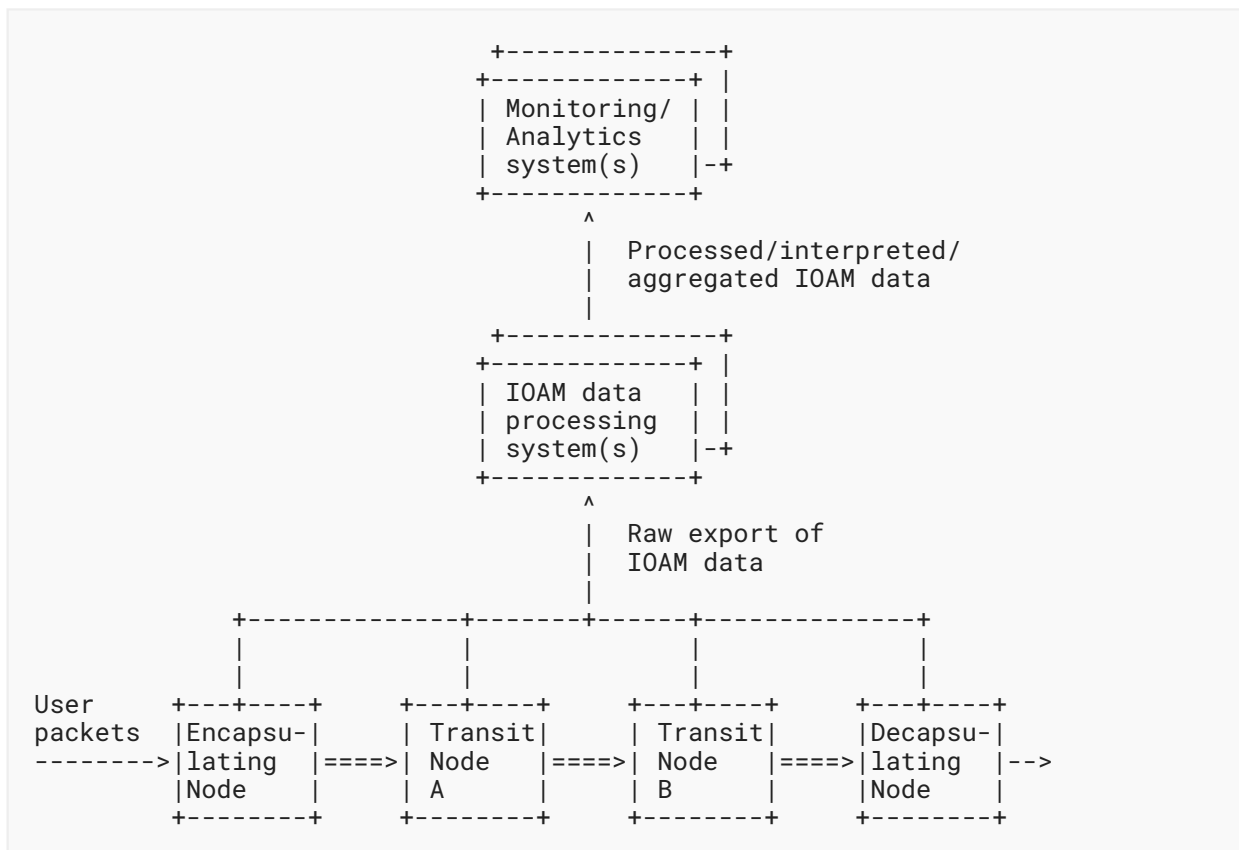 +--------------+
                              +--------------+ |
                              | Monitoring/  | |
                              | Analytics    | |
                              | system(s)    |-+
                              +--------------+
                                     ^
                                     |  Processed/interpreted/
                                     |  aggregated IOAM data
                                     |
                               +--------------+
                              +--------------+ |
                              | IOAM data    | |
                              | processing   | |
                              | system(s)    |-+
                              +--------------+
                                     ^
                                     |  Raw export of
                                     |  IOAM data
                                     |
              +--------------+-------+------+--------------+
              |              |              |              |
              |              |              |              |
User      +---+----+     +---+----+     +---+----+     +---+----+
packets   |Encapsu-|     | Transit|     | Transit|     |Decapsu-|
--------->|lating  |====>| Node   |====>| Node   |====>|lating  |-->
          |Node    |     | A      |     | B      |     |Node    |
          +--------+     +--------+     +--------+     +--------+